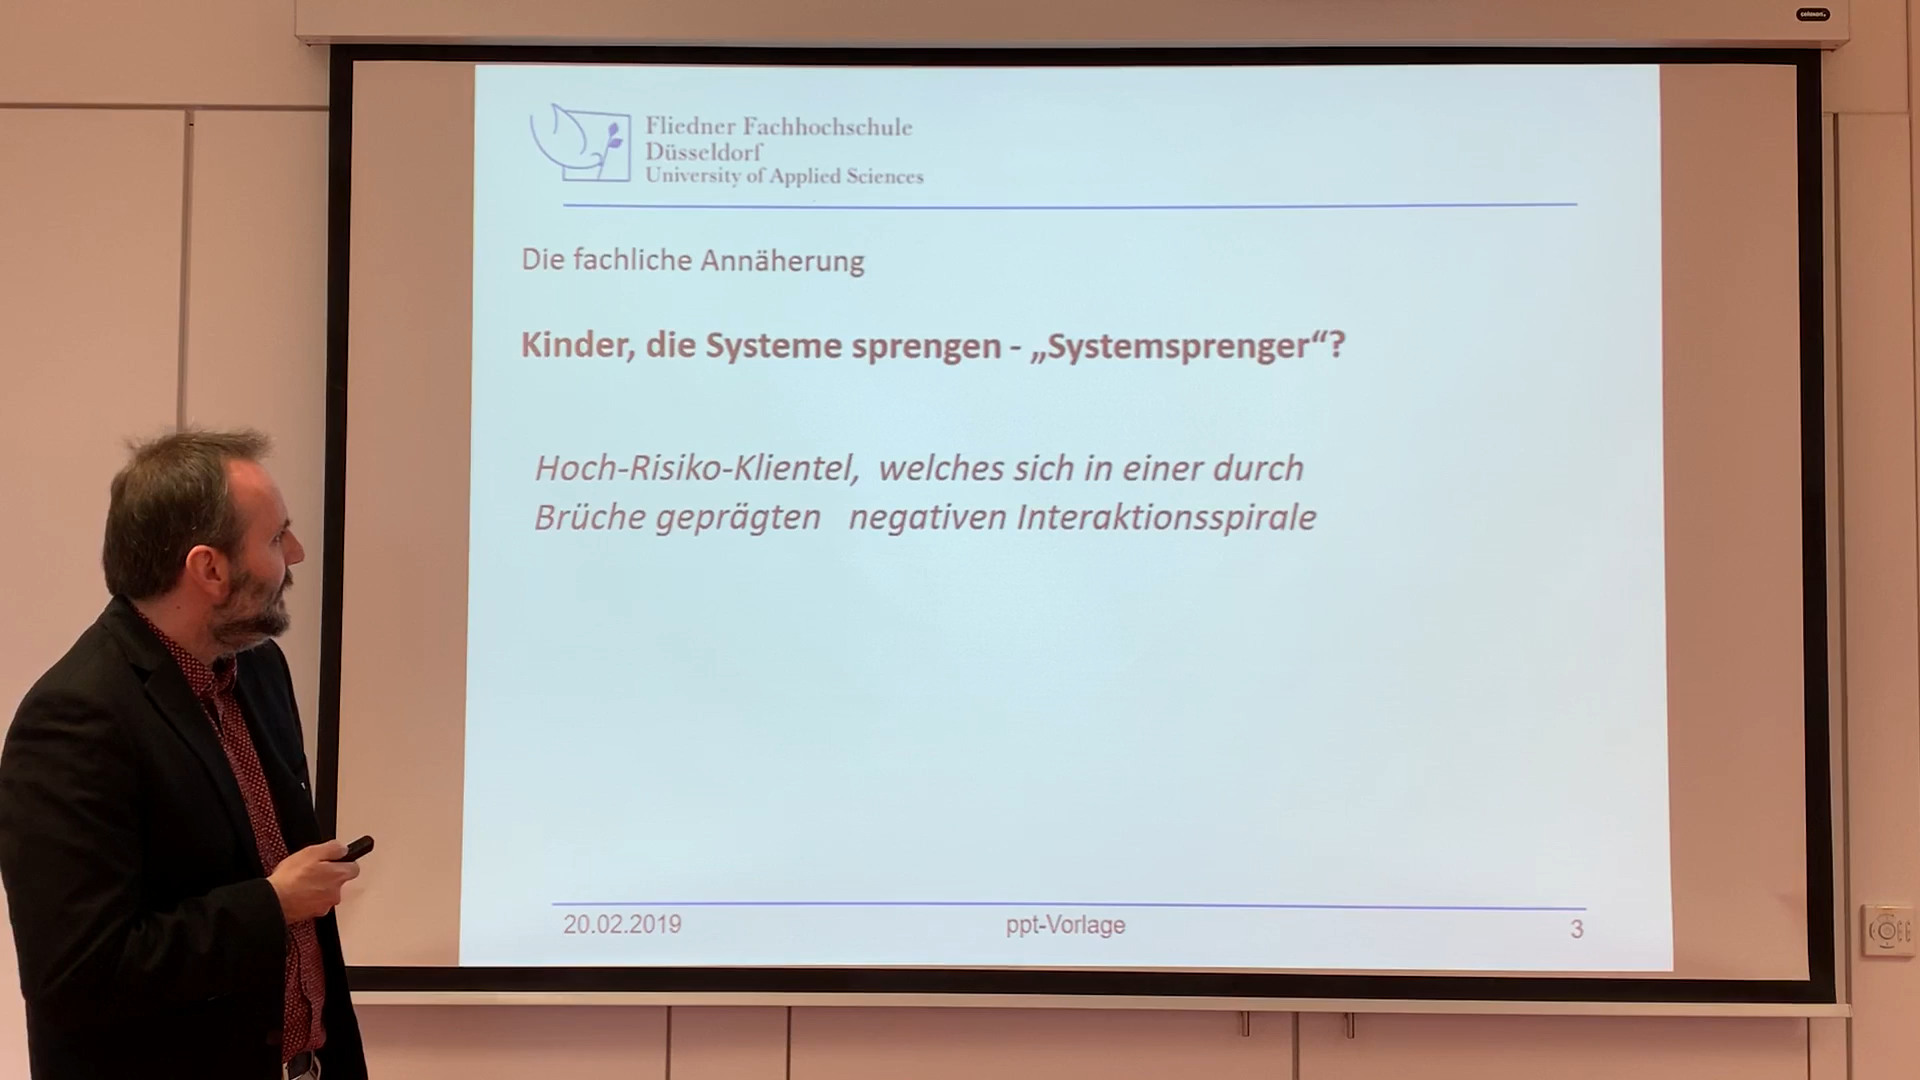 celexon.
Fliedner Fachhochschule
Düsseldorf
University of Applied Sciences
Die fachliche Annäherung
Kinder, die Systeme sprengen - „Systemsprenger“?
Hoch-Risiko-Klientel, welches sich in einer durch
Brüche geprägten negativen Interaktionsspirale
20.02.2019 ppt-Vorlage 3